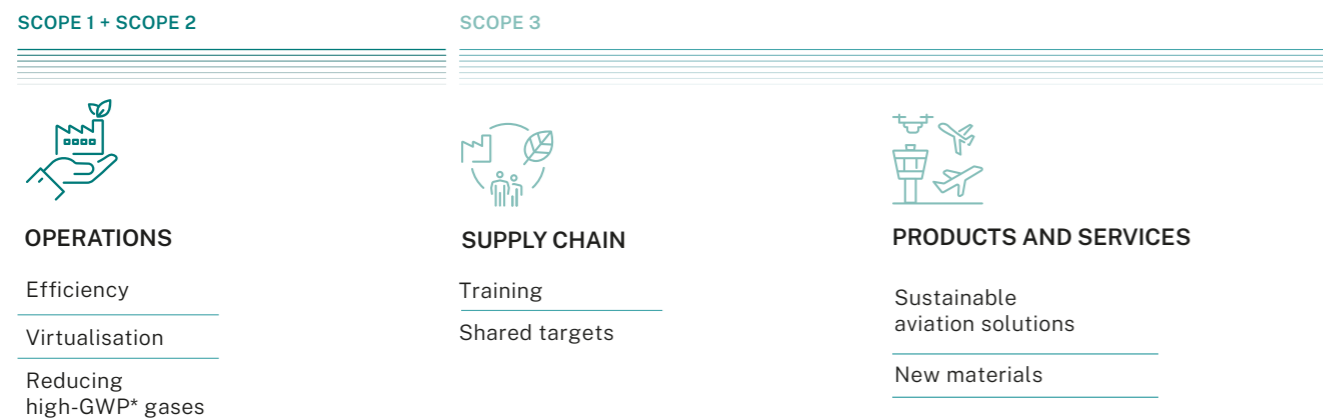 SCOPE 1 + SCOPE 2
SCOPE 3
OPERATIONS
Efficiency
Virtualisation
Reducing
high-GWP* gases
SUPPLY CHAIN
Training
Shared targets
PRODUCTS AND SERVICES
Sustainable
aviation solutions
New materials